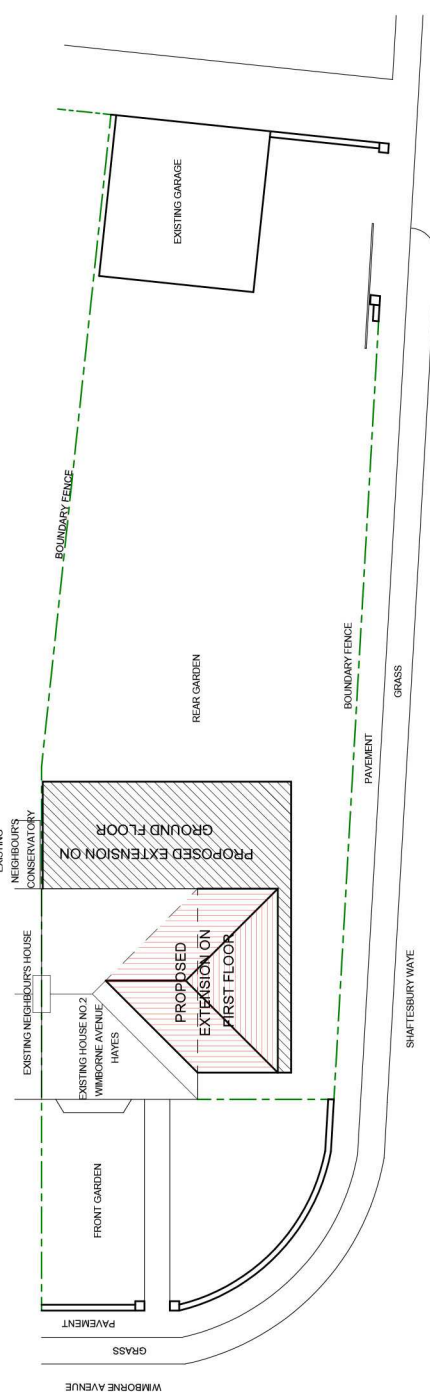 EXISTING GARAGE
BOUNDARY FENCE
REAR GARDEN
BOUNDARY FENCE
PAVEMENT
GRASS
EXISTING
NEIGHBOUR'S
CONSERVATORY
PROPOSED EXTENSION ON
GROUND FLOOR
EXISTING NEIGHBOUR'S HOUSE
EXISTING HOUSE NO.2
WIMBORNE AVENUE
HAYES
PROPOSED
EXTENSION ON
FIRST FLOOR
SHAFTESBURY WAYE
FRONT GARDEN
PAVEMENT
GRASS
WIMBORNE AVENUE